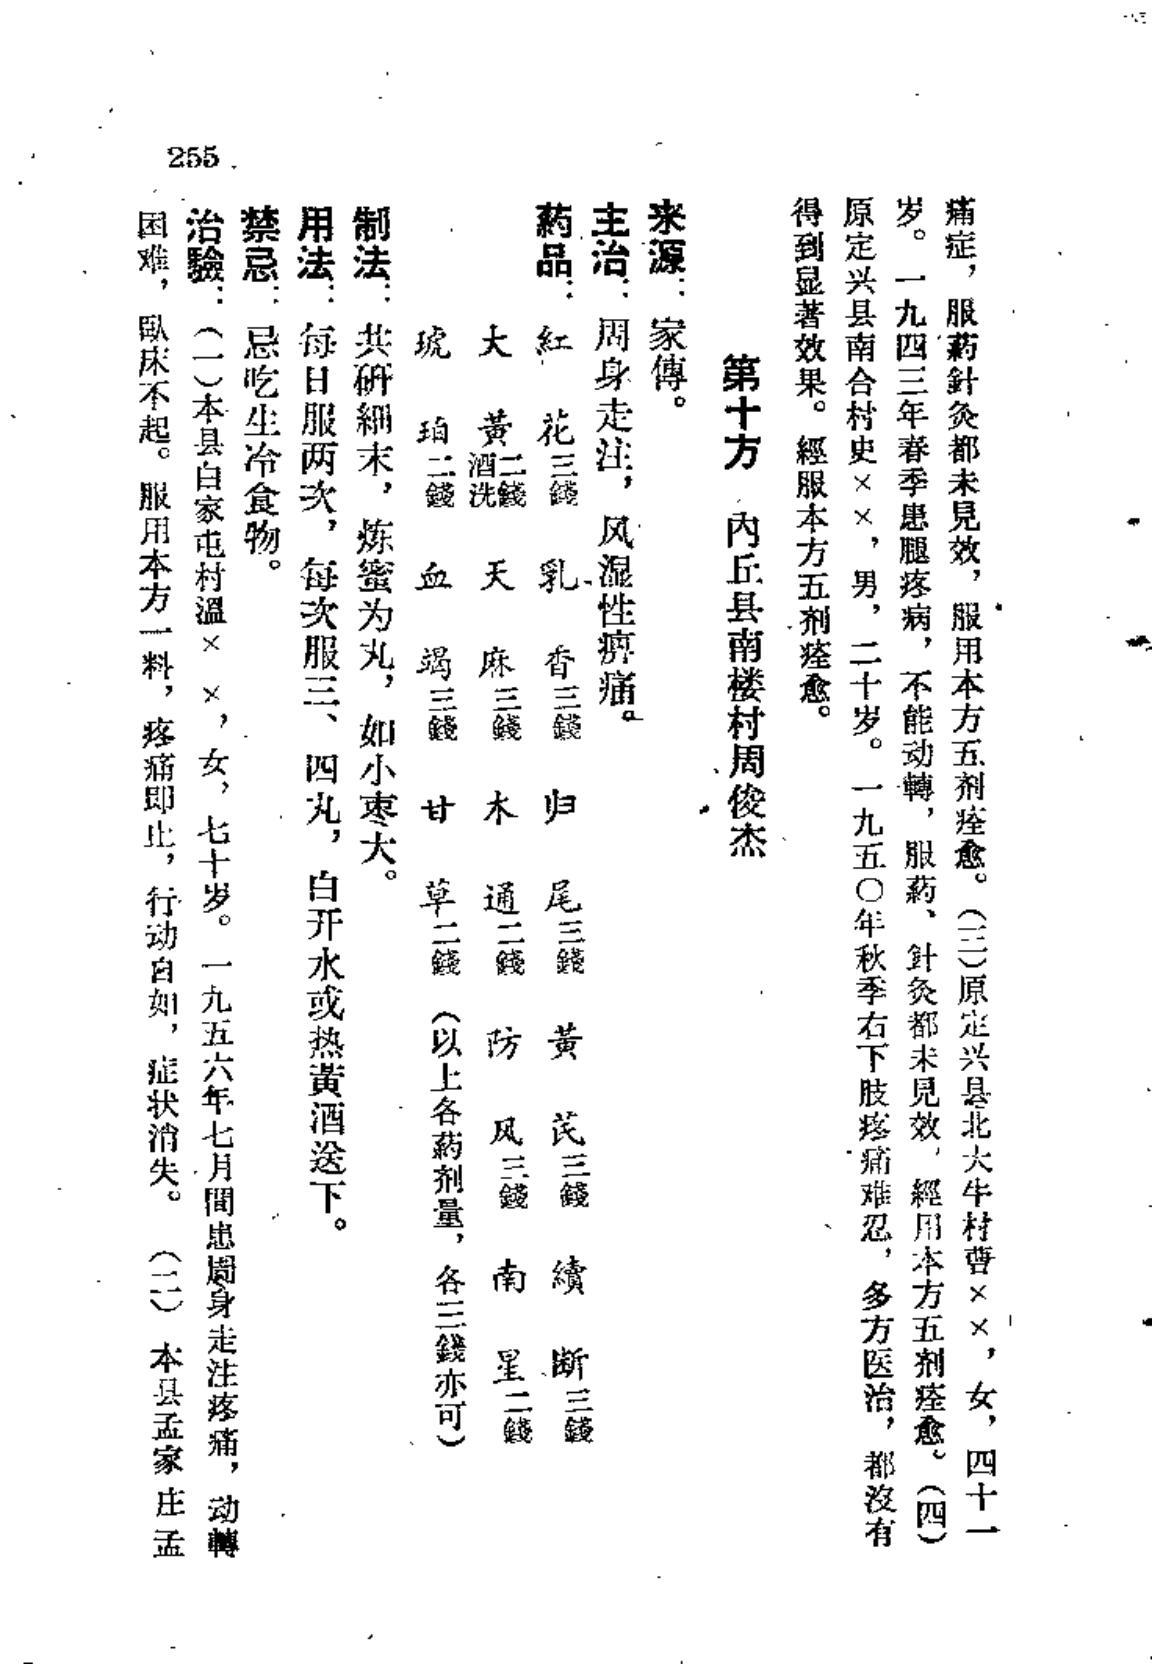 痛症，服葯針灸都未見效，服用本方五剂痊愈。（三）原定兴县北大牛村曹××，女，四十一
岁。一九四三年春季患腿疼病，不能动轉，服葯、針灸都未見效，經用本方五剂痊愈。（四）
原定兴县南合村史××，男，二十岁。一九五〇年秋季右下肢疼痛难忍，多方医治，都沒有
得到显著效果。經服本方五剂痊愈。
第十方　內丘县南楼村周俊杰
来源：家傳。
主治：周身走注，风湿性痹痛。
葯品：紅花三錢　乳香三錢　归尾三錢　黃芪三錢　續断三錢
大黃二錢酒洗　天麻三錢　木通二錢　防风三錢　南星二錢
琥珀二錢　血竭三錢　甘草二錢（以上各葯剂量，各三錢亦可）
制法：共研細末，炼蜜为丸，如小枣大。
用法：每日服两次，每次服三、四丸，白开水或热黃酒送下。
禁忌：忌吃生冷食物。
治驗：（一）本县白家屯村溫××，女，七十岁。一九五六年七月間患周身走注疼痛，动轉
困难，臥床不起。服用本方一料，疼痛即止，行动自如，症状消失。（二）本县孟家庄孟
255